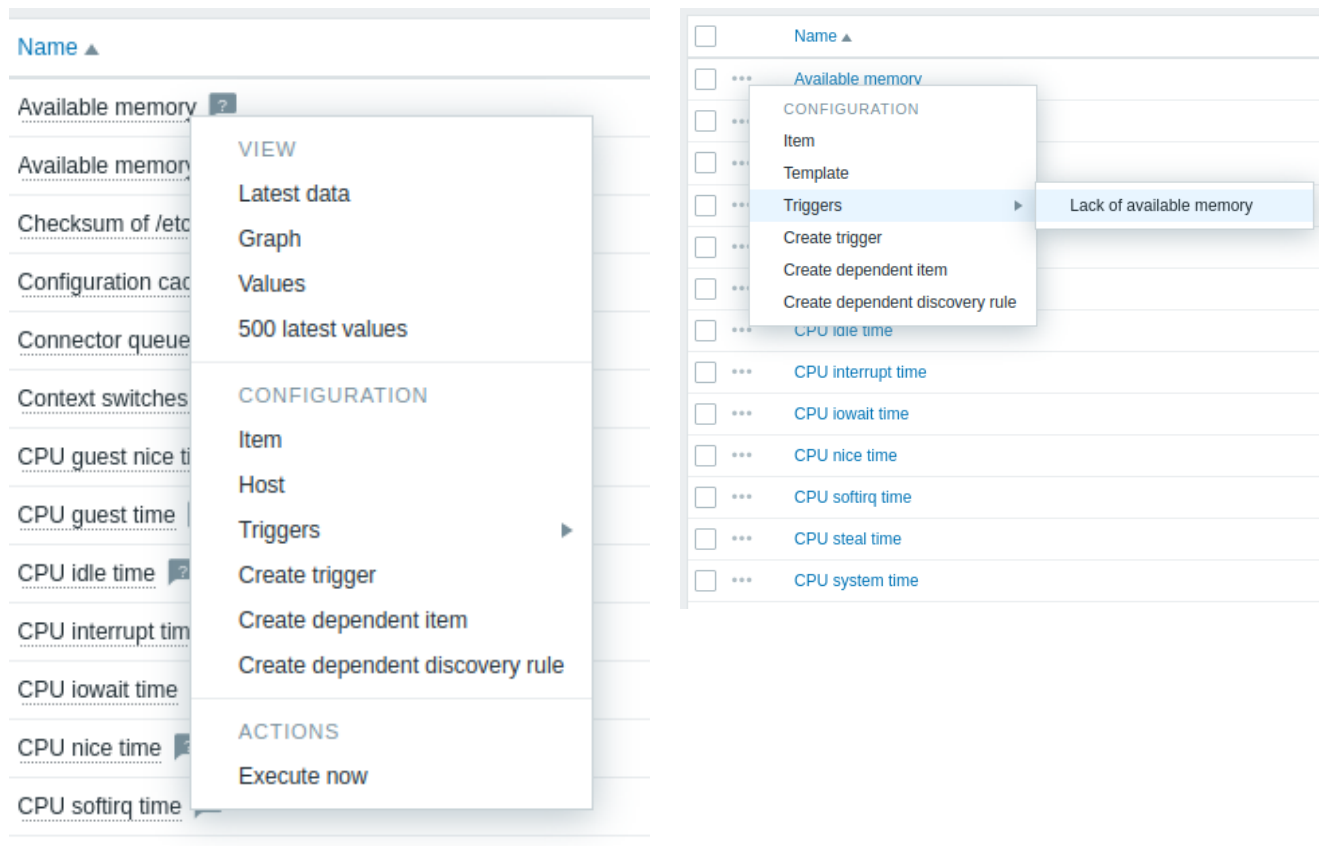 Name
Available memory
?
Available memory
Checksum of /etc
Configuration cac
Connector queue
Context switches
CPU guest nice ti
CPU guest time
CPU idle time
?
CPU interrupt tim
CPU iowait time
CPU nice time
CPU softirq time
VIEW
Latest data
Graph
Values
500 latest values
CONFIGURATION
Item
Host
Triggers
Create trigger
Create dependent item
Create dependent discovery rule
ACTIONS
Execute now
Name
Available memory
CONFIGURATION
Item
Template
Triggers
Lack of available memory
Create trigger
Create dependent item
Create dependent discovery rule
CPU idle time
CPU interrupt time
CPU iowait time
CPU nice time
CPU softirq time
CPU steal time
CPU system time